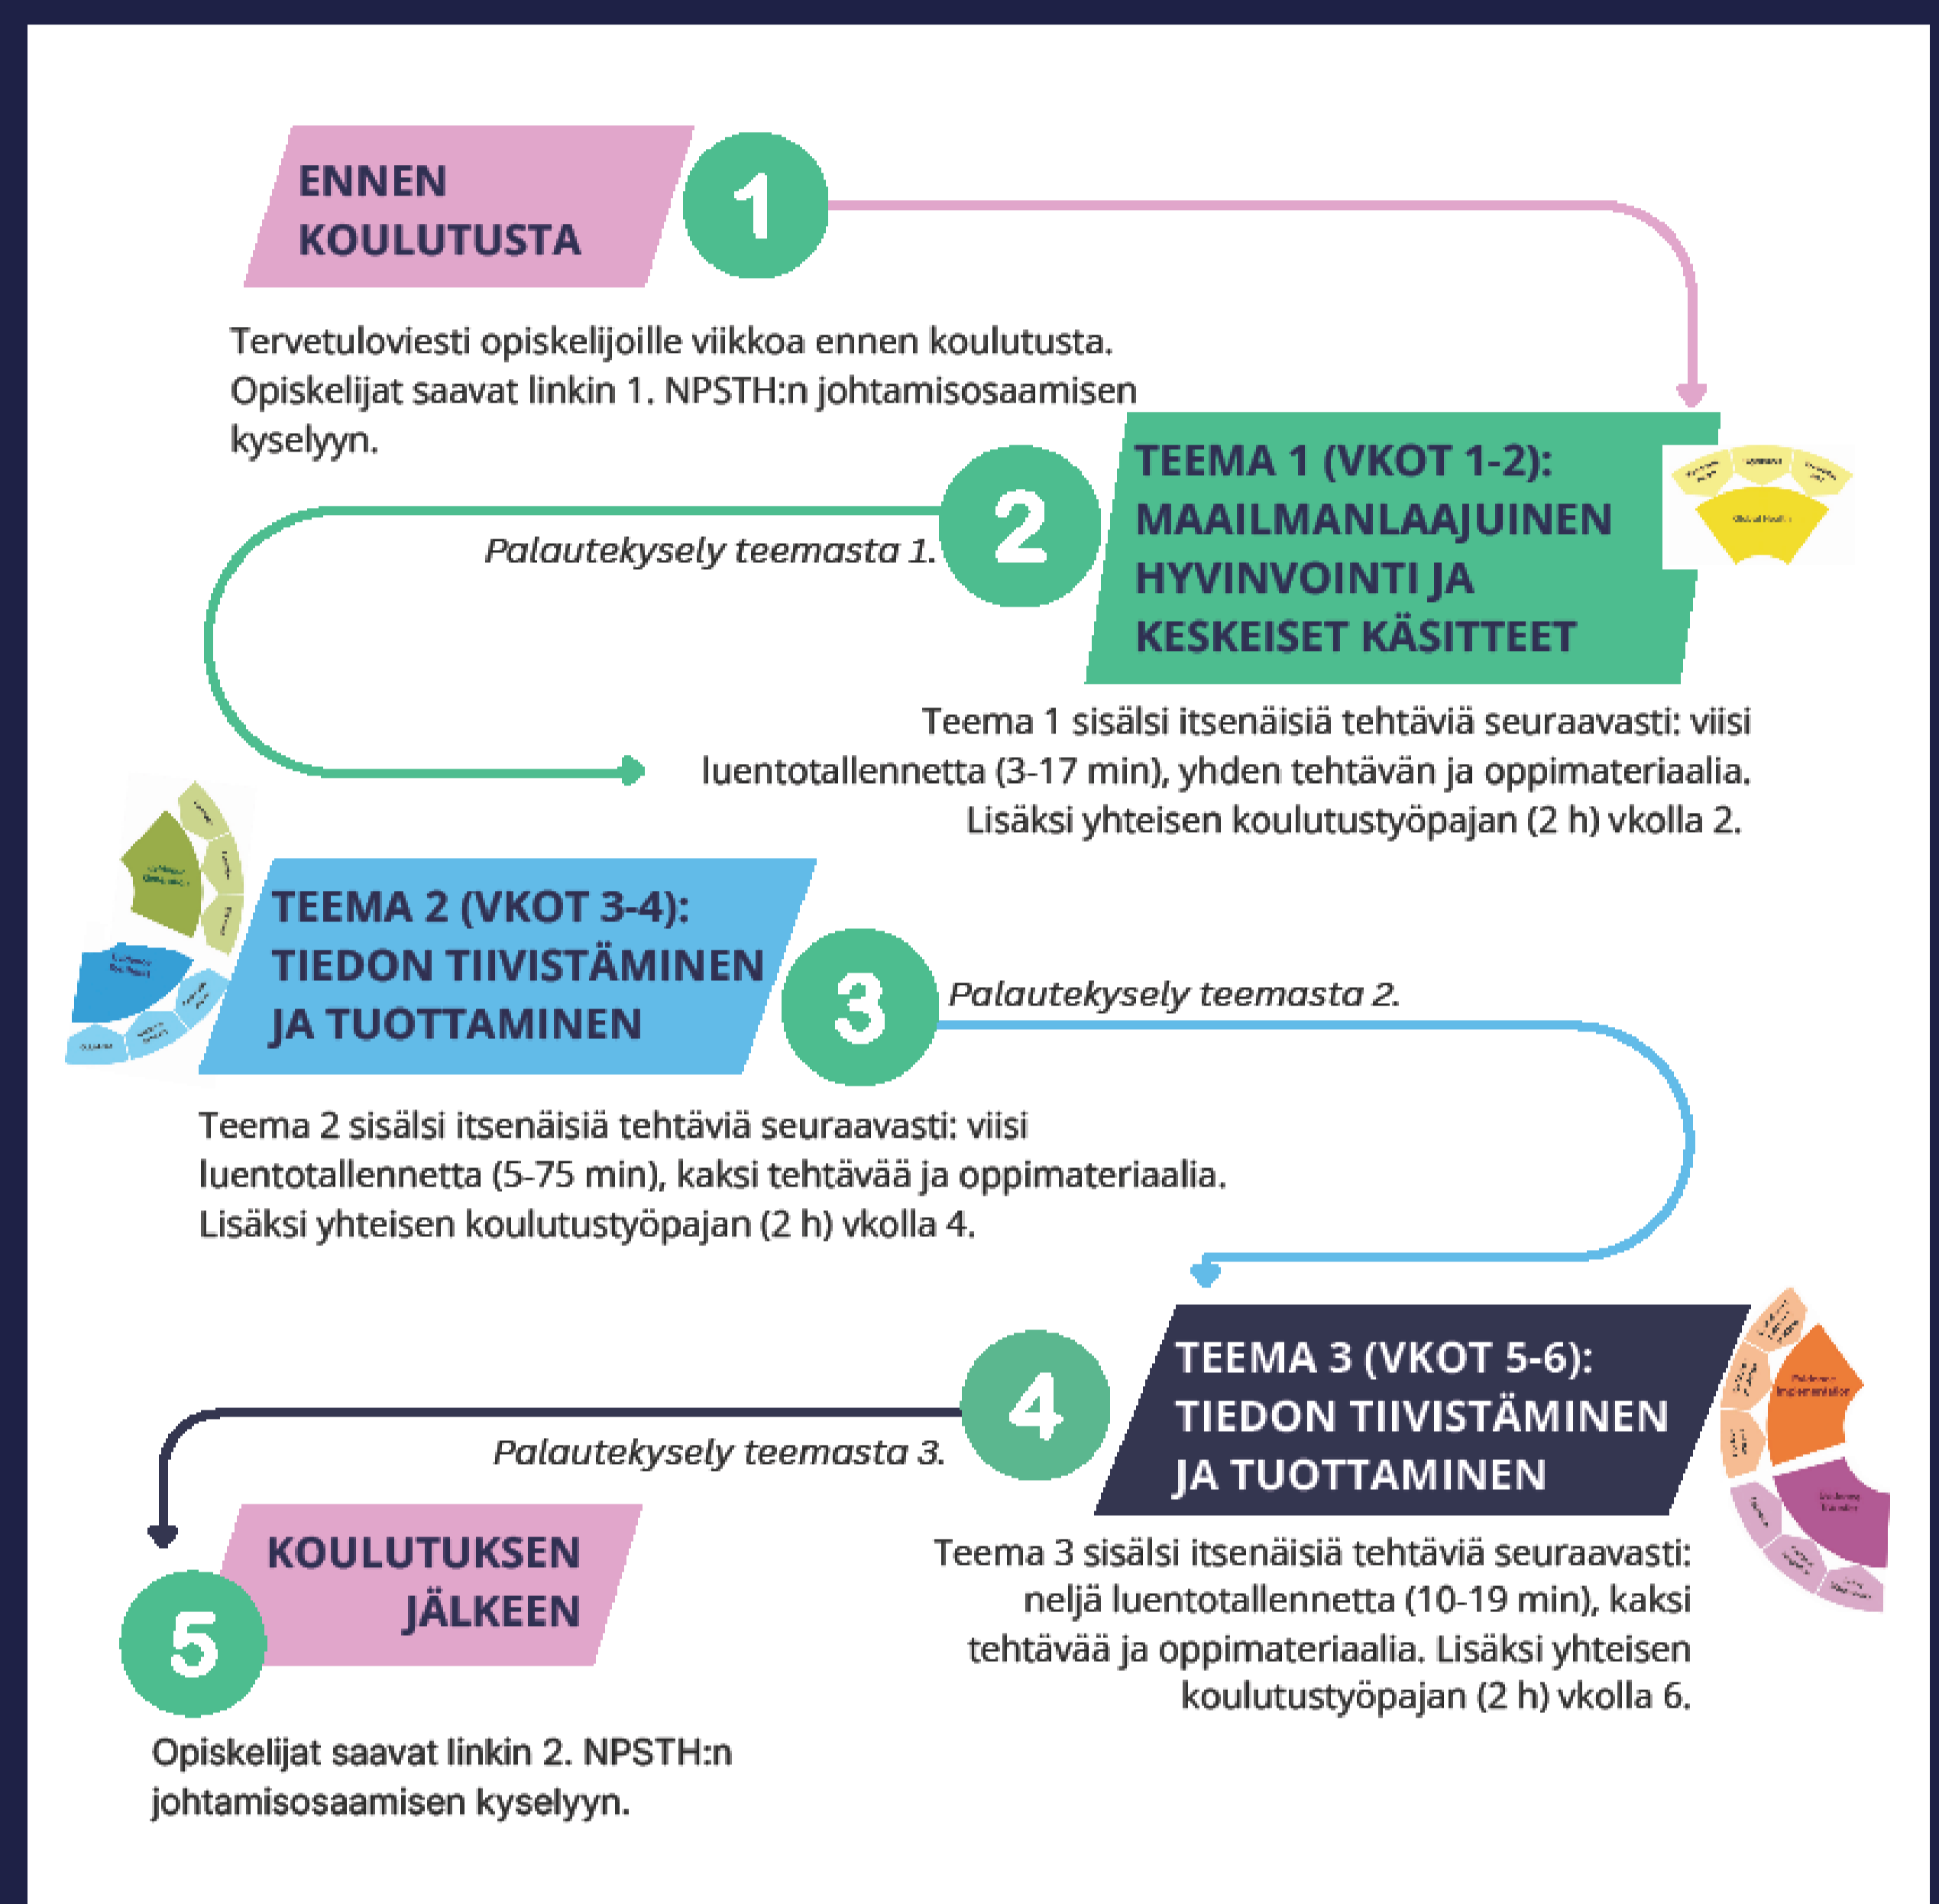 ENNEN
KOULUTUSTA
1
Tervetuloviesti opiskelijoille viikkoa ennen koulutusta.
Opiskelijat saavat linkin 1. NPSTH:n johtamisosaamisen
kyselyyn.
2
TEEMA 1 (VKOT 1-2):
MAAILMANLAAJUINEN
HYVINVOINTI JA
KESKEISET KÄSITTEET
Global Health
Palautekysely teemasta 1.
Teema 1 sisälsi itsenäisiä tehtäviä seuraavasti: viisi
luentotallennetta (3-17 min), yhden tehtävän ja oppimateriaalia.
Lisäksi yhteisen koulutustyöpajan (2 h) vkolla 2.
TEEMA 2 (VKOT 3-4):
TIEDON TIIVISTÄMINEN
JA TUOTTAMINEN
3
Palautekysely teemasta 2.
Teema 2 sisälsi itsenäisiä tehtäviä seuraavasti: viisi
luentotallennetta (5-75 min), kaksi tehtävää ja oppimateriaalia.
Lisäksi yhteisen koulutustyöpajan (2 h) vkolla 4.
4
TEEMA 3 (VKOT 5-6):
TIEDON TIIVISTÄMINEN
JA TUOTTAMINEN
Evidence
Implementation
Palautekysely teemasta 3.
Teema 3 sisälsi itsenäisiä tehtäviä seuraavasti:
neljä luentotallennetta (10-19 min), kaksi
tehtävää ja oppimateriaalia. Lisäksi yhteisen
koulutustyöpajan (2 h) vkolla 6.
KOULUTUKSEN
JÄLKEEN
5
Opiskelijat saavat linkin 2. NPSTH:n
johtamisosaamisen kyselyyn.